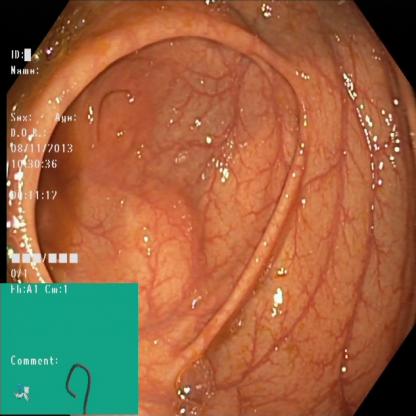 ID:
Name:
Sex: Age:
D.O.B.:
08/11/2013
10:30:36
00:11:17
0/1
Eh:A1 Cm:1
Comment: